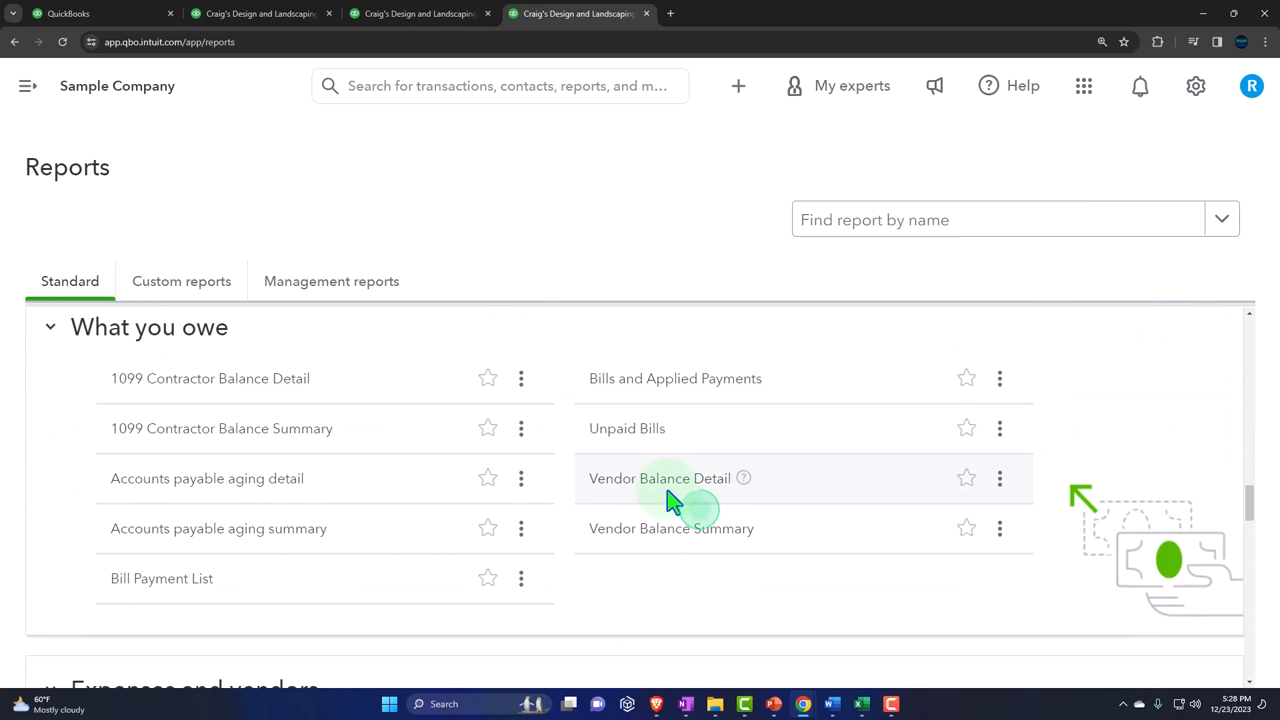 QuickBooks
Craig's Design and Landscaping
Craig's Design and Landscaping
Craig's Design and Landscaping
app.qbo.intuit.com/app/reports
Sample Company
Search for transactions, contacts, reports, and m...
My experts
Help
R
Reports
Find report by name
Standard
Custom reports
Management reports
What you owe
1099 Contractor Balance Detail
Bills and Applied Payments
1099 Contractor Balance Summary
Unpaid Bills
Accounts payable aging detail
Vendor Balance Detail
Accounts payable aging summary
Vendor Balance Summary
Bill Payment List
Expenses and vendors
60°F
Mostly cloudy
Search
5:28 PM
12/23/2023